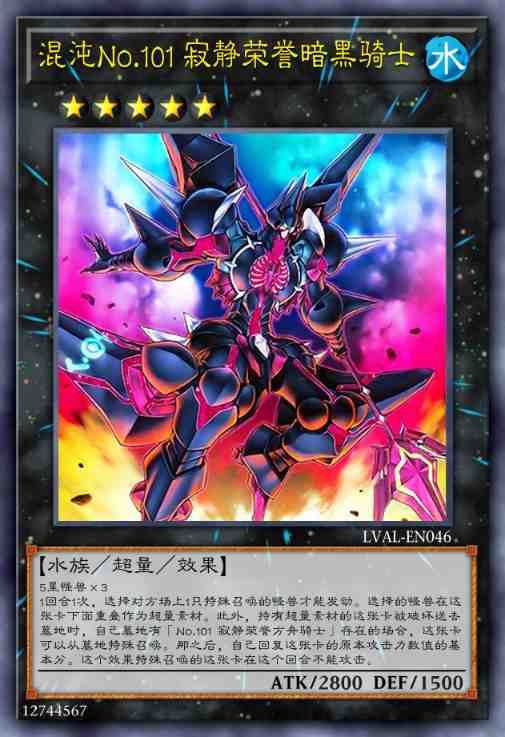 混沌No.101 寂静荣誉暗黑骑士
水
LVAL-EN046
【水族／超量／效果】
5星怪兽×3
1回合1次，选择对方场上1只特殊召唤的怪兽才能发动。选择的怪兽在这
张卡下面重叠作为超量素材。此外，持有超量素材的这张卡被破坏送去
墓地时，自己墓地有「No.101 寂静荣誉方舟骑士」存在的场合，这张卡
可以从墓地特殊召唤。那之后，自己回复这张卡的原本攻击力数值的基
本分。这个效果特殊召唤的这张卡在这个回合不能攻击。
ATK/2800 DEF/1500
12744567